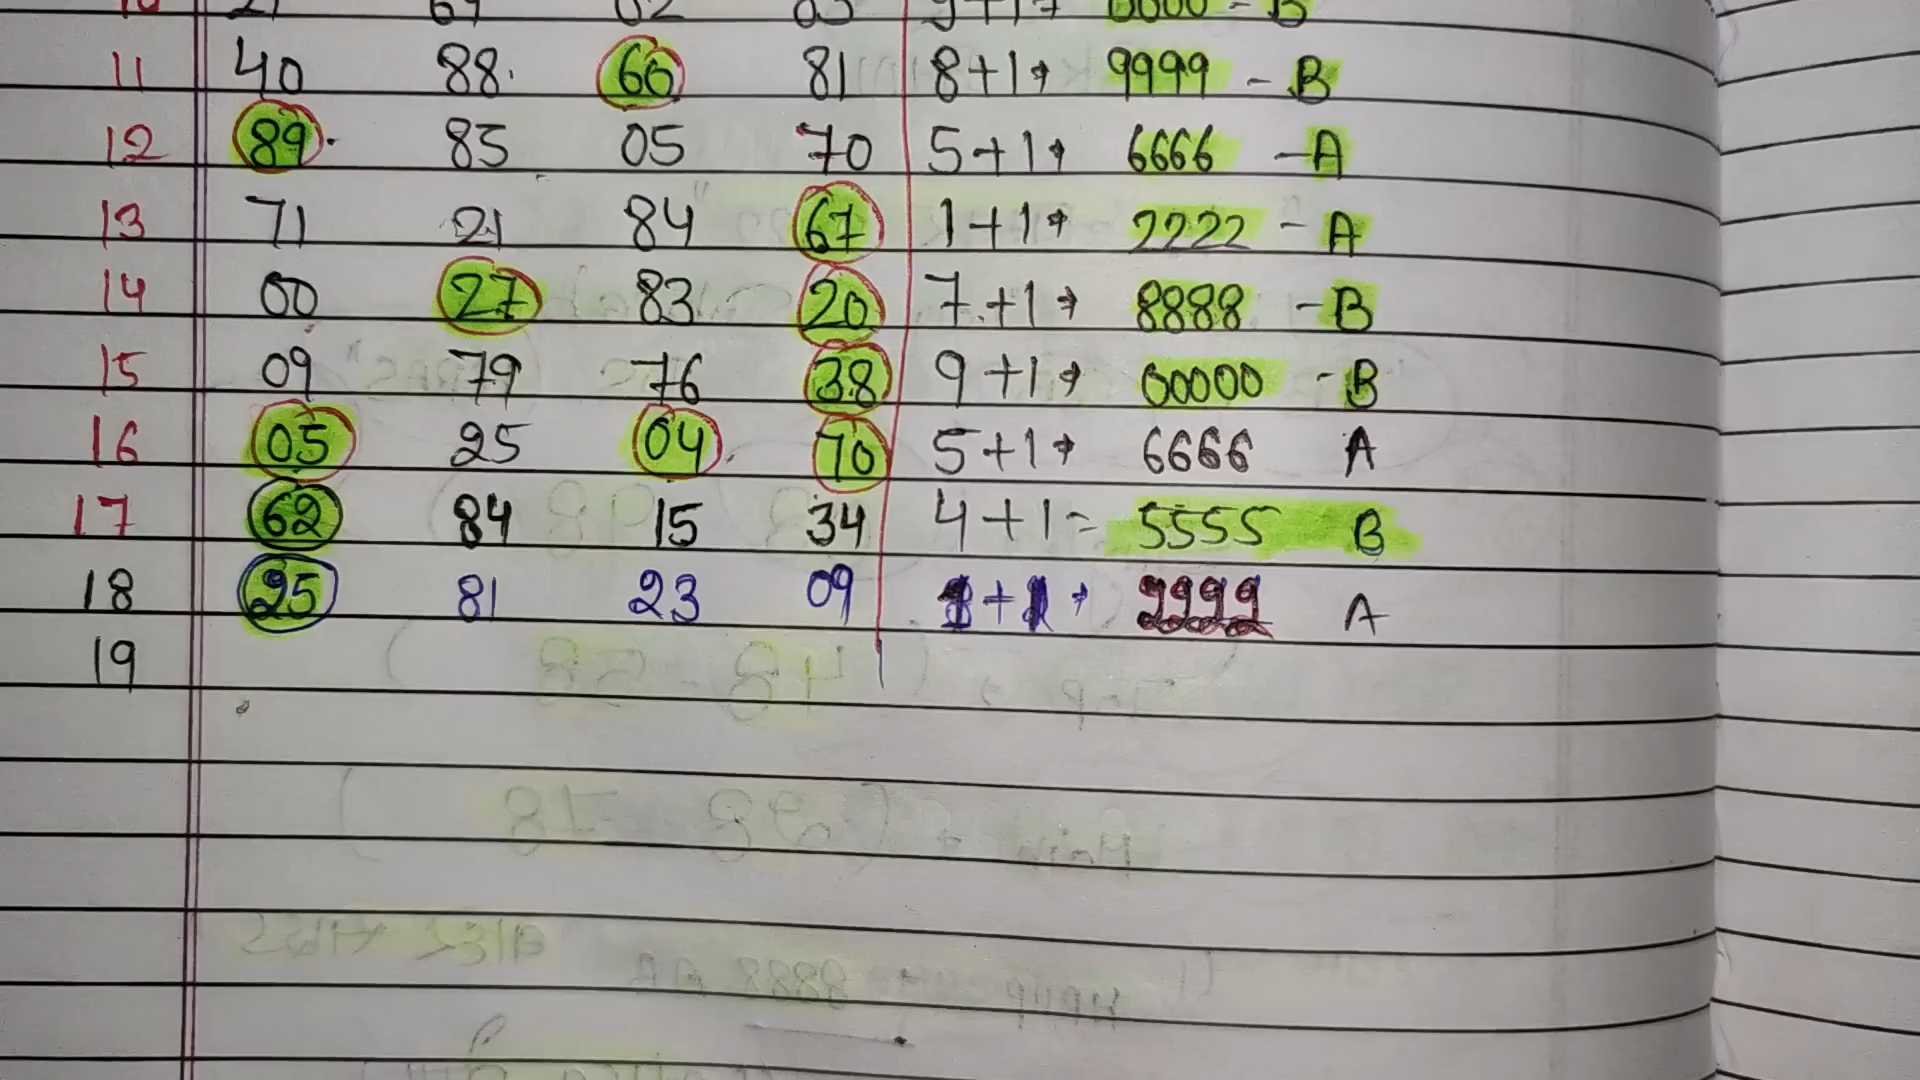 11 40 88. 66 81 8+1→ 9999 - B
12 89. 85 05 70 5+1→ 6666 - A
13 71 21 84 67 1+1→ 2222 - A
14 00 27 83 20 7+1→ 8888 - B
15 09 79 76 38 9+1→ 00000 - B
16 05 25 04 70 5+1→ 6666 A
17 62 84 15 34 4+1= 5555 B
18 25 81 23 09 1+1→ A
19